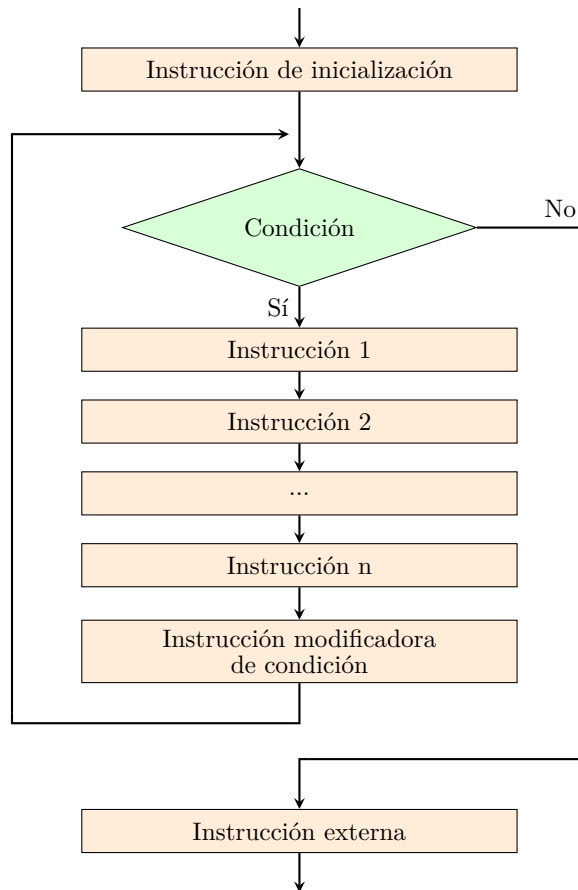 Instrucción de inicialización
Condición
No
Sí
Instrucción 1
Instrucción 2
...
Instrucción n
Instrucción modificadora
de condición
Instrucción externa